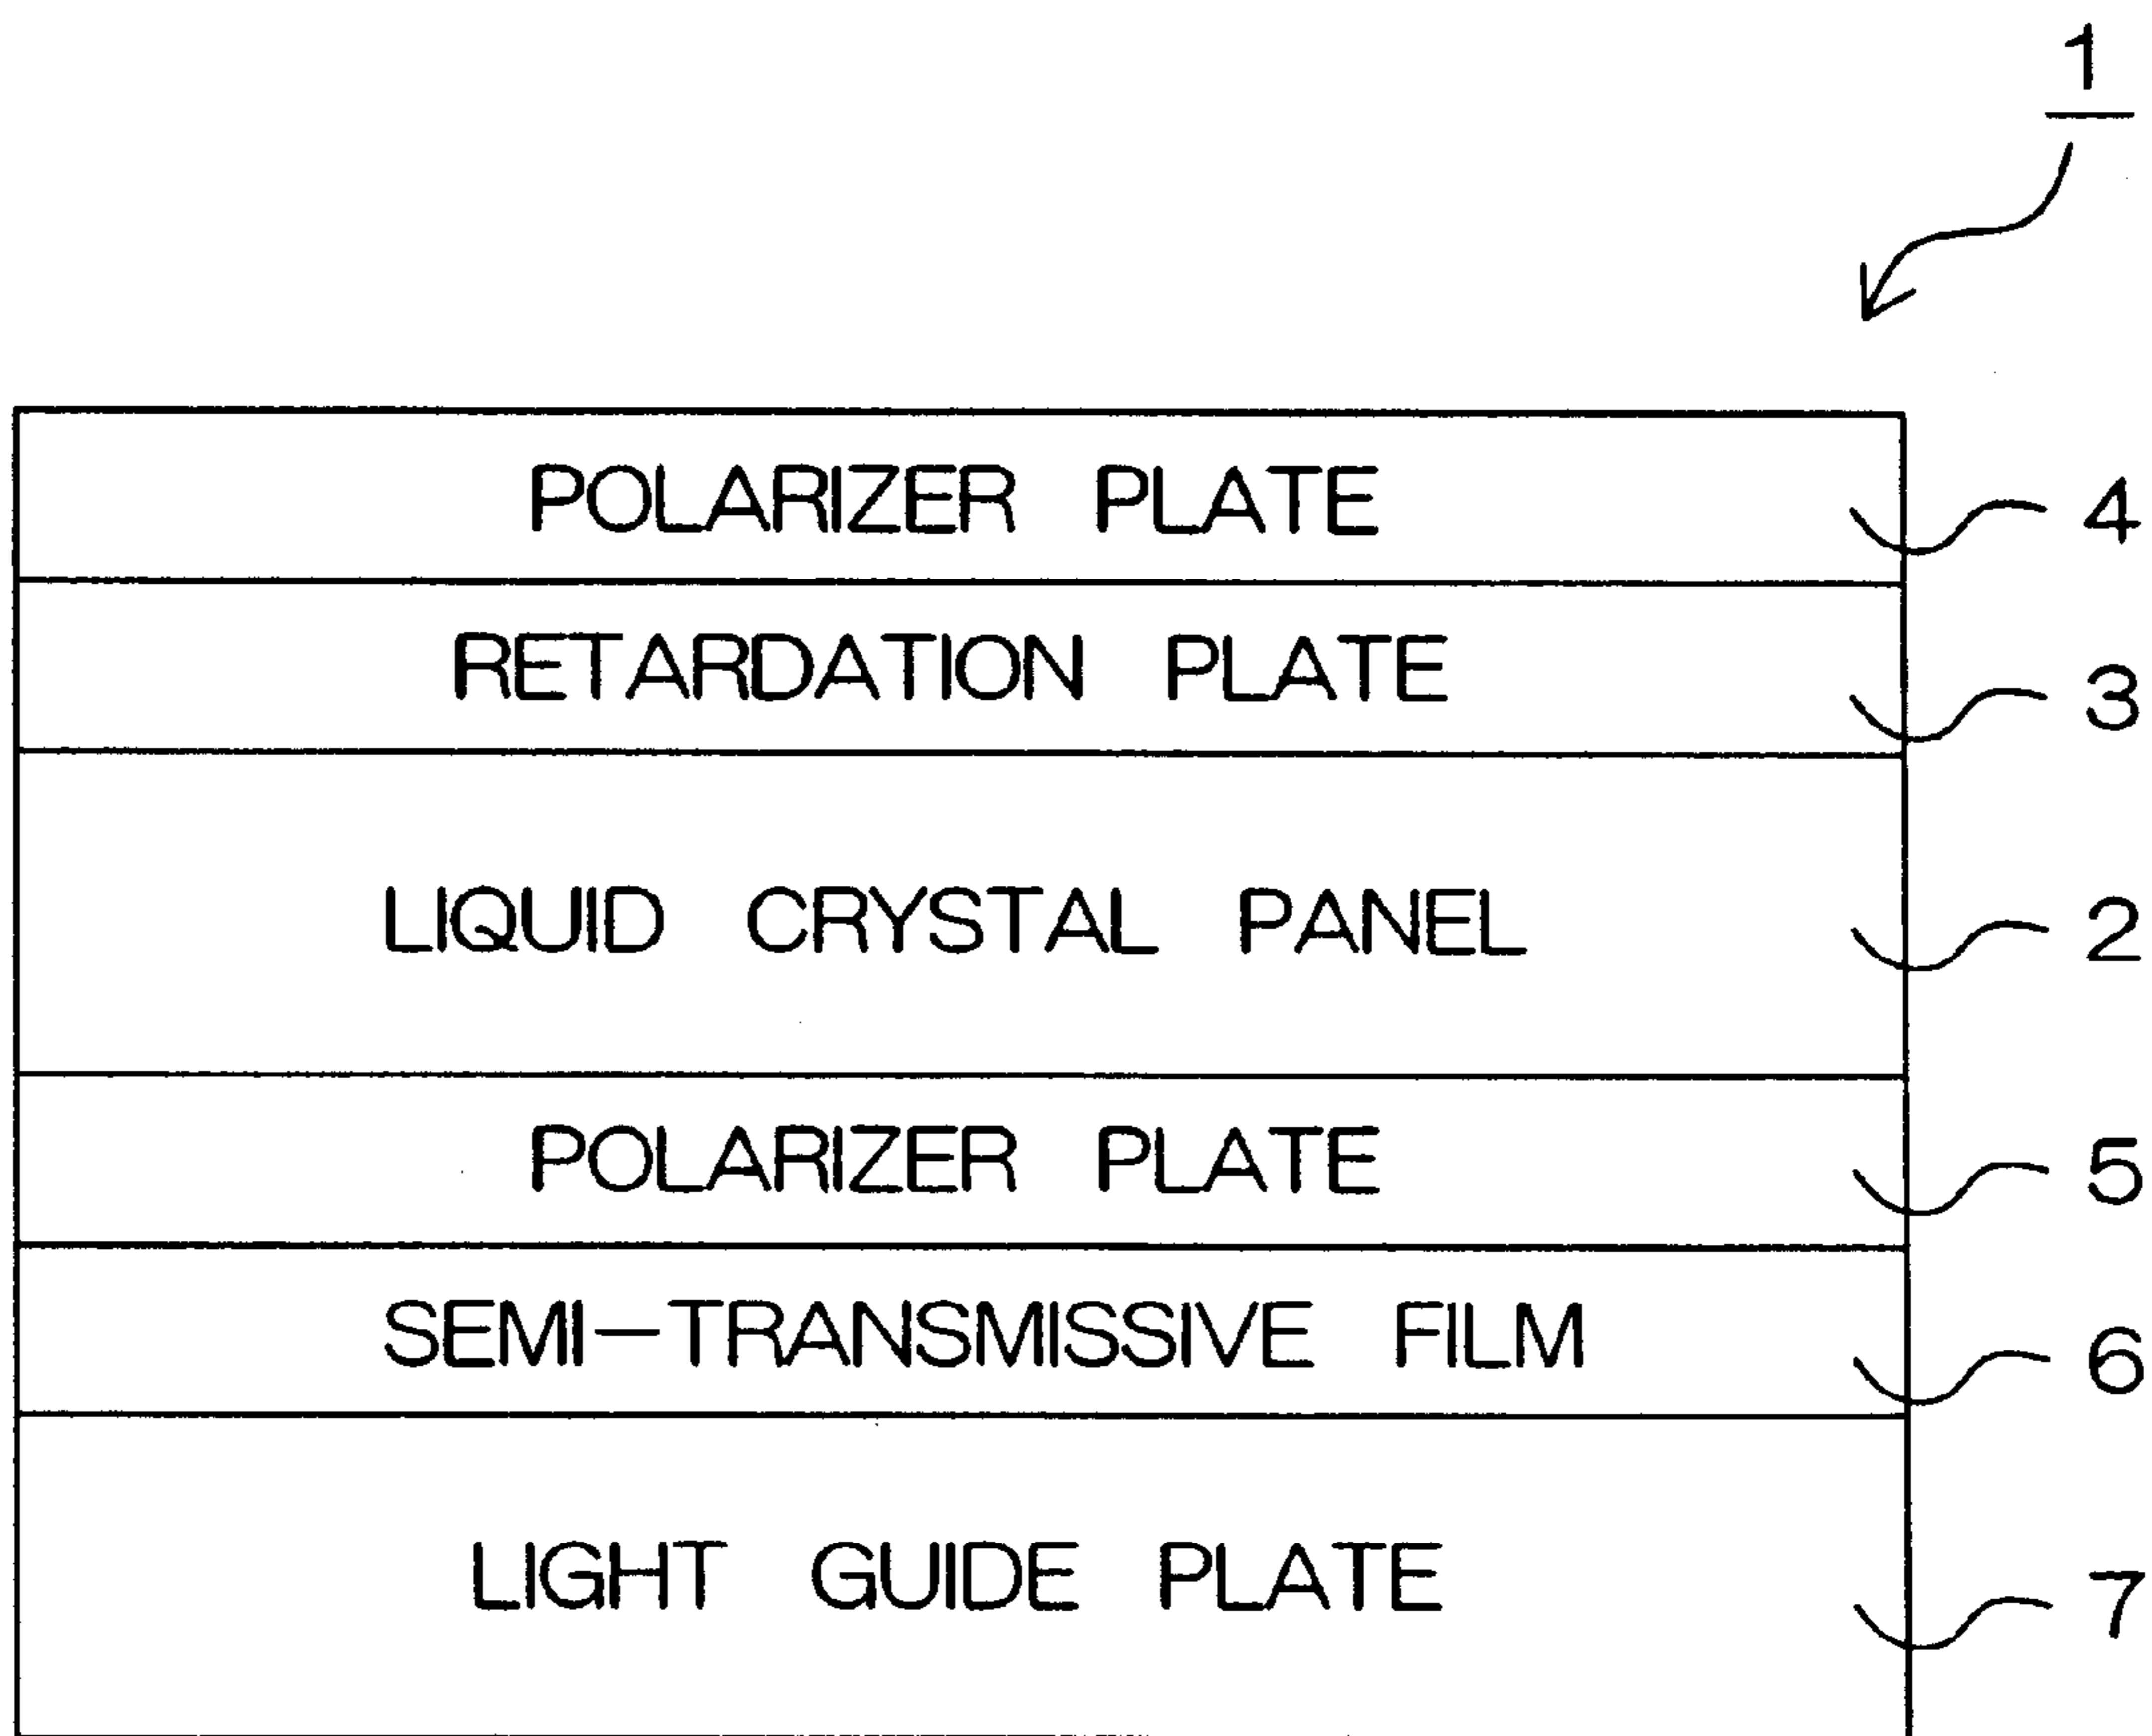 1
POLARIZER PLATE 4
RETARDATION PLATE 3
LIQUID CRYSTAL PANEL 2
POLARIZER PLATE 5
SEMI-TRANSMISSIVE FILM 6
LIGHT GUIDE PLATE 7